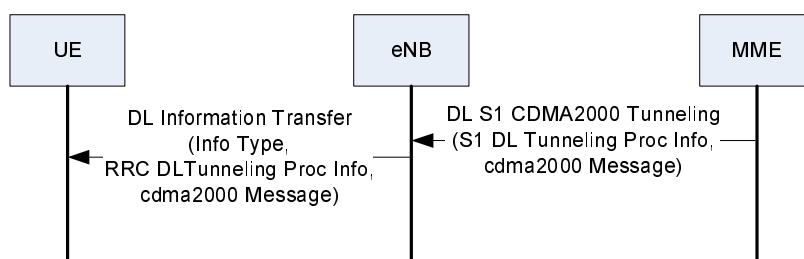 UE
eNB
MME
DL Information Transfer
(Info Type,
RRC DLTunneling Proc Info,
cdma2000 Message)
DL S1 CDMA2000 Tunneling
(S1 DL Tunneling Proc Info,
cdma2000 Message)